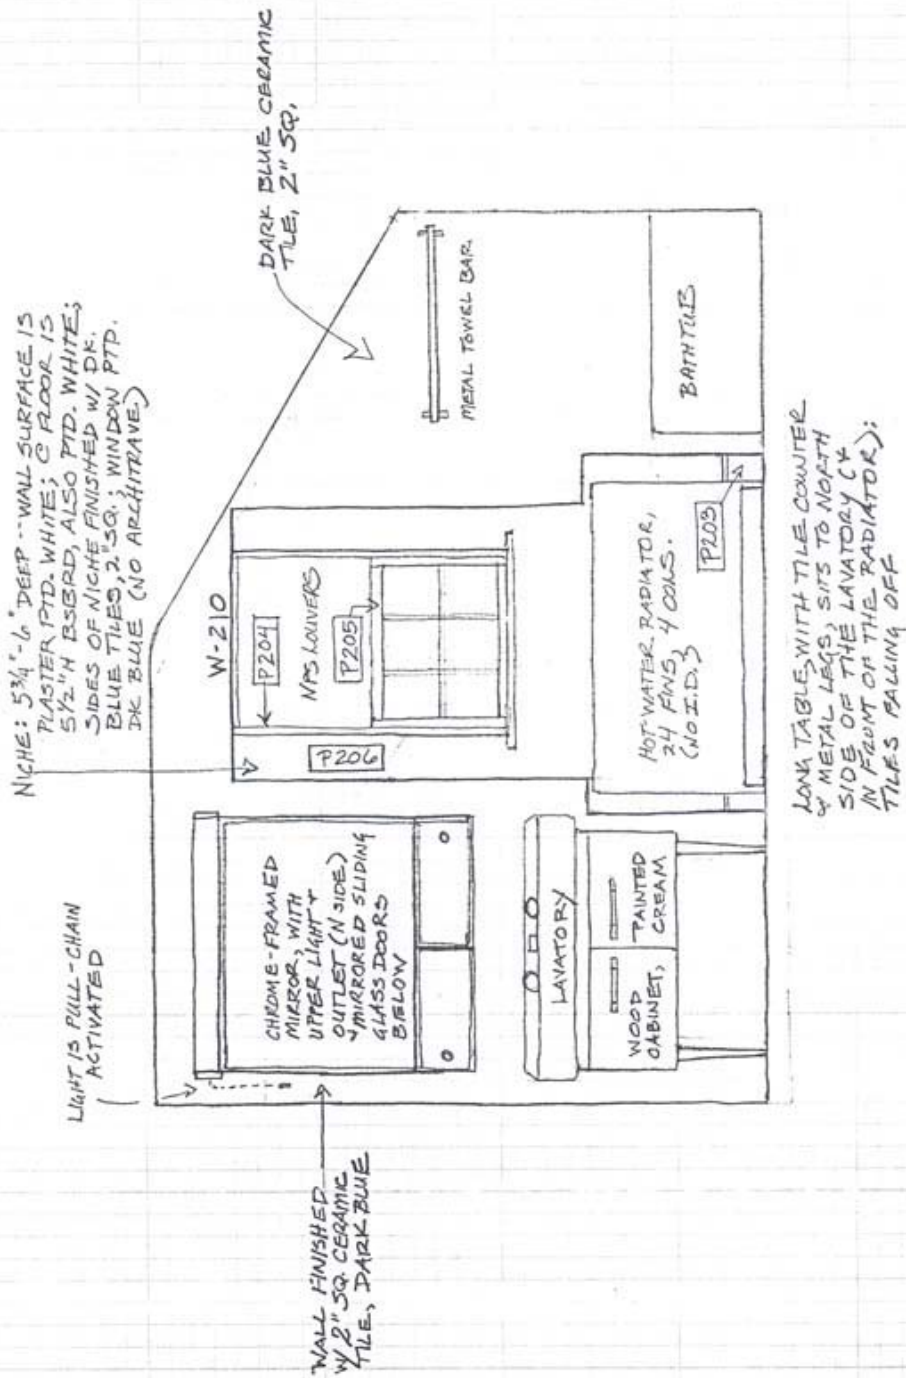 NICHE: 5 3/4"-6" DEEP -- WALL SURFACE IS
PLASTER PTD. WHITE; @ FLOOR IS
5 1/2"H BSBRD, ALSO PTD. WHITE;
SIDES OF NICHE FINISHED W/ DK.
BLUE TILES, 2" SQ.; WINDOW PTD.
DK BLUE (NO ARCHITRAVE)
LIGHT IS PULL-CHAIN
ACTIVATED
DARK BLUE CERAMIC
TILE, 2" SQ.
W-210
P204
NPS LOUVERS
P205
P206
CHROME-FRAMED
MIRROR, WITH
UPPER LIGHT +
OUTLET (N SIDE)
+ MIRRORED SLIDING
GLASS DOORS
BELOW
METAL TOWEL BAR
WALL FINISHED
W/ 2" SQ. CERAMIC
TILE, DARK BLUE
LAVATORY
WOOD
CABINET,
PAINTED
CREAM
HOT-WATER RADIATOR,
24 FINS, 4 COLS.
(NO I.D.)
P203
BATHTUB
LONG TABLE, WITH TILE COUNTER
+ METAL LEGS, SITS TO NORTH
SIDE OF THE LAVATORY (+
IN FRONT OF THE RADIATOR);
TILES FALLING OFF